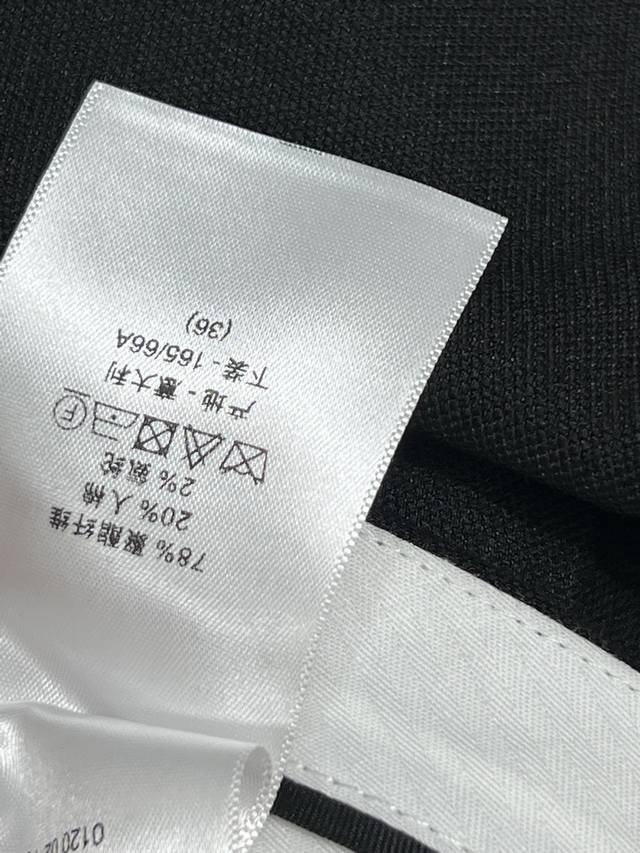 78% 聚酯纤维
20% 人棉
2% 氨纶
F
产地 - 意大利
下装 - 165/66A
(36)